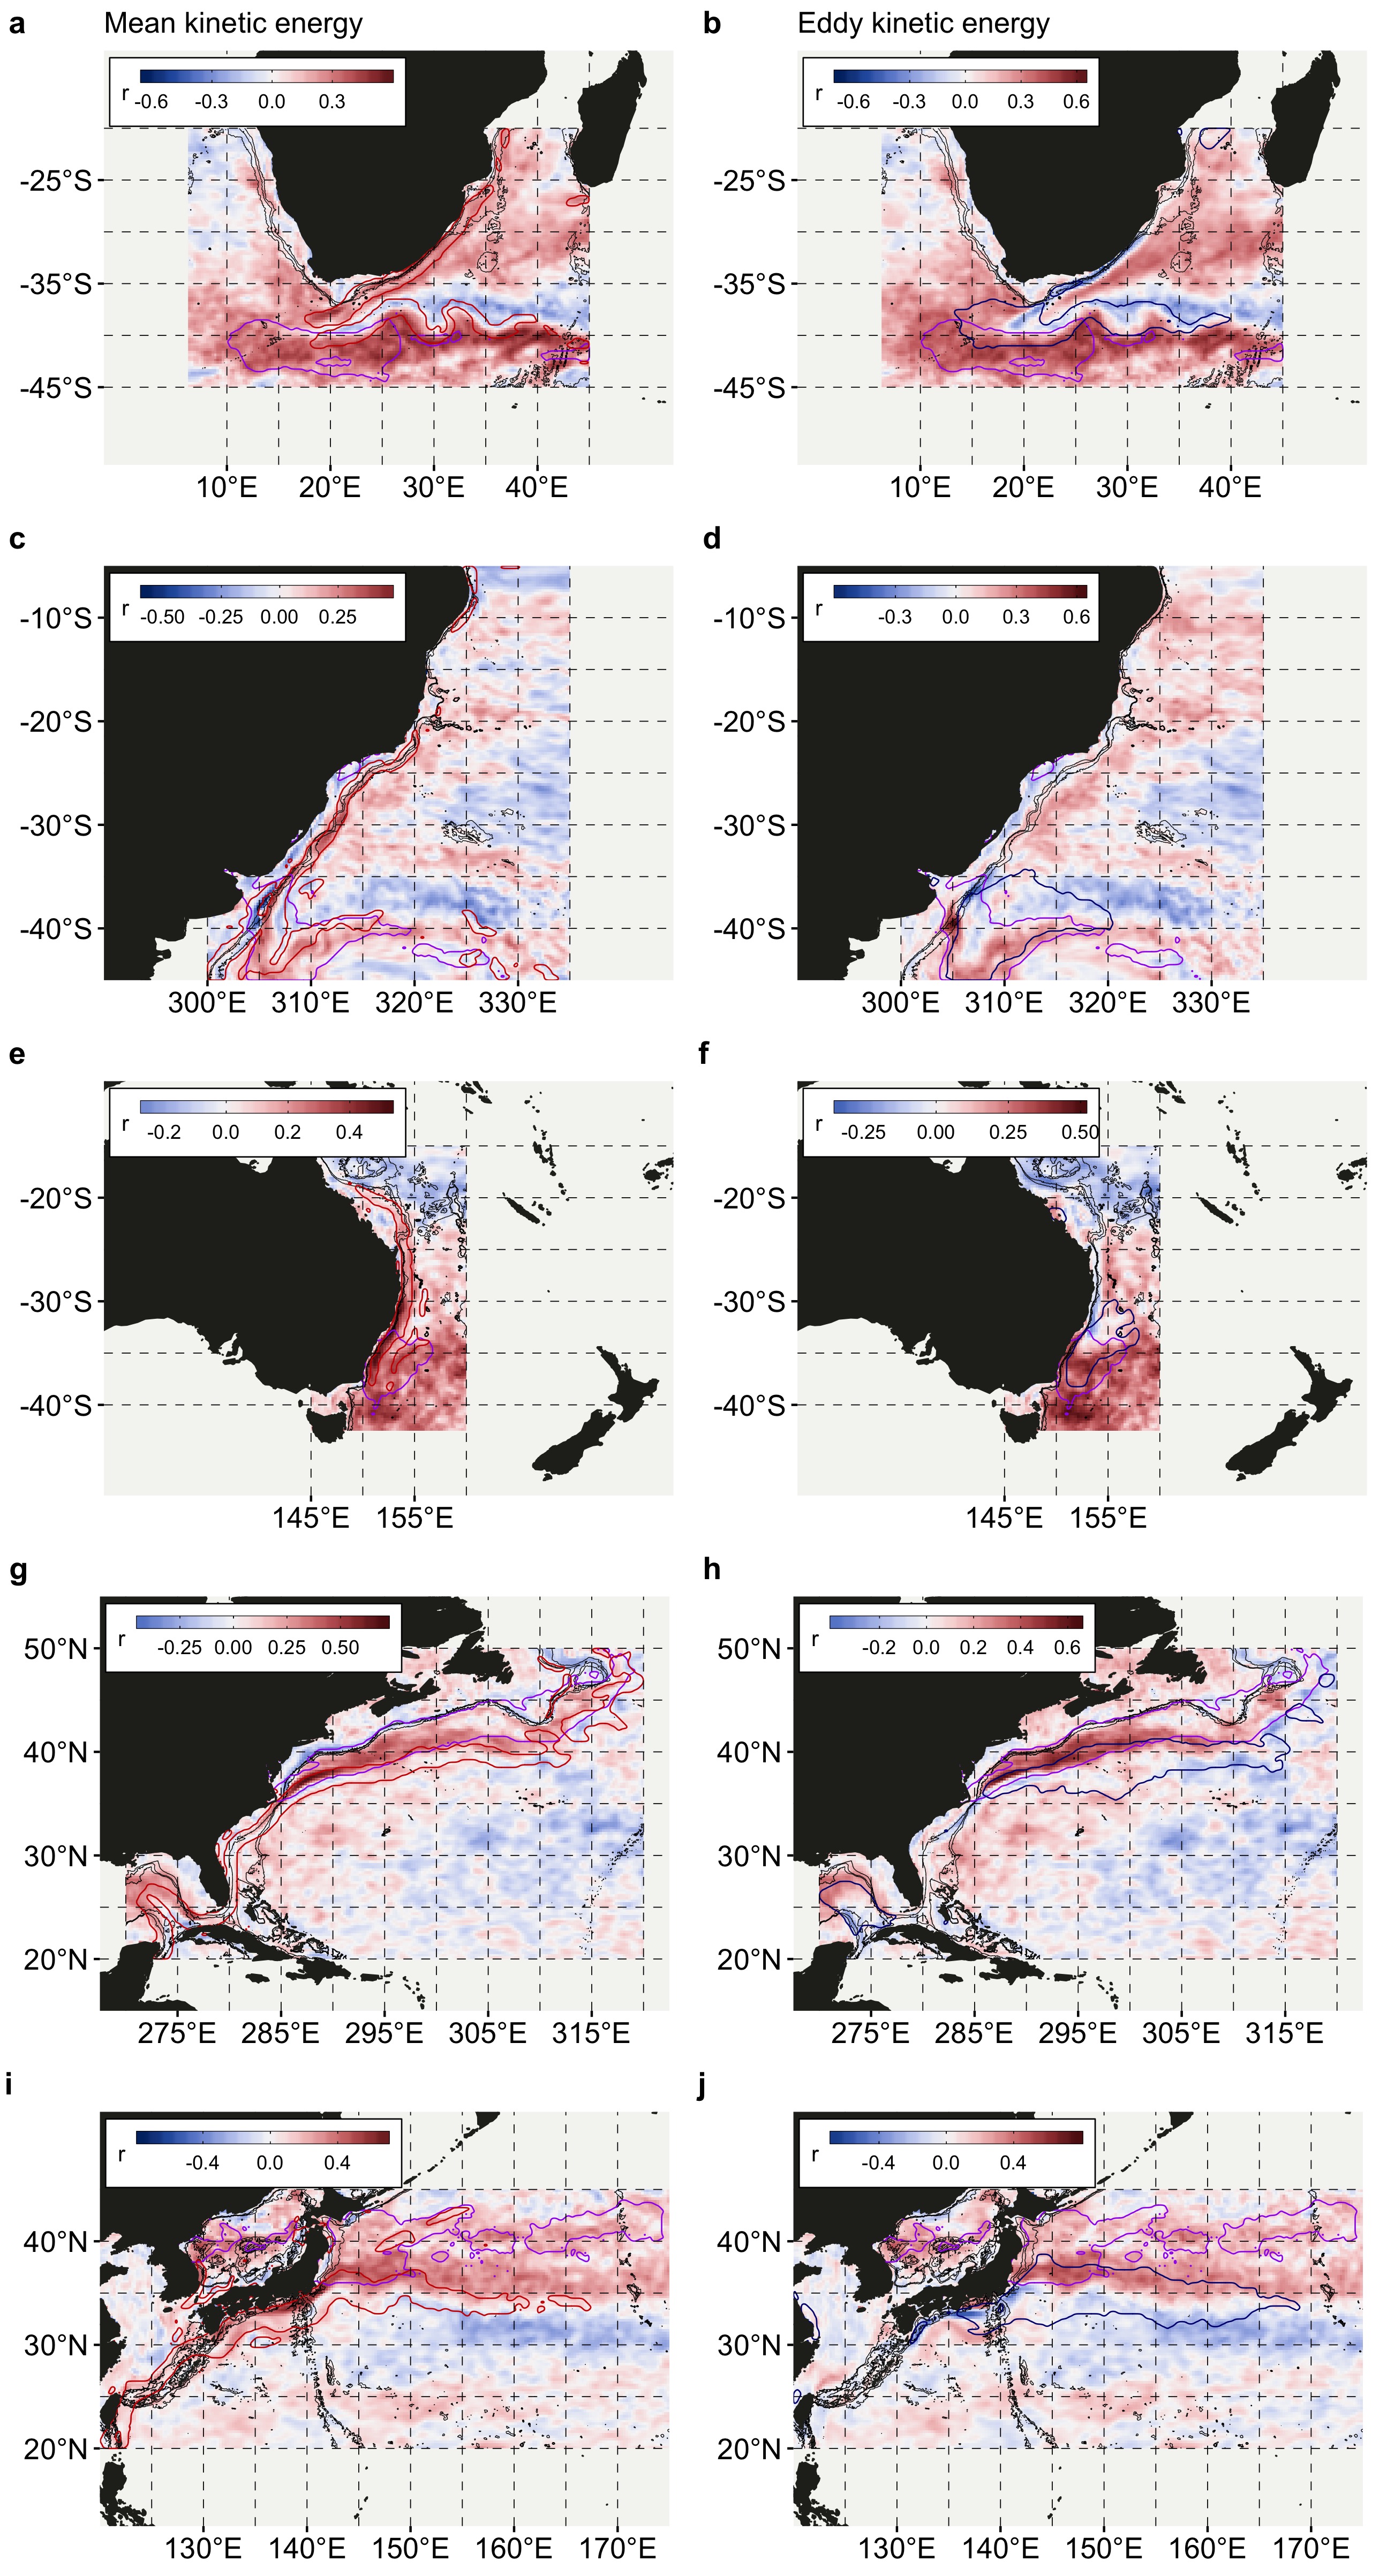 a Mean kinetic energy
b Eddy kinetic energy
r -0.6 -0.3 0.0 0.3
r -0.6 -0.3 0.0 0.3 0.6
-25°S
-35°S
-45°S
10°E 20°E 30°E 40°E
-25°S
-35°S
-45°S
10°E 20°E 30°E 40°E
c
d
r -0.50 -0.25 0.00 0.25
r -0.3 0.0 0.3 0.6
-10°S
-20°S
-30°S
-40°S
300°E 310°E 320°E 330°E
-10°S
-20°S
-30°S
-40°S
300°E 310°E 320°E 330°E
e
f
r -0.2 0.0 0.2 0.4
r -0.25 0.00 0.25 0.50
-20°S
-30°S
-40°S
145°E 155°E
-20°S
-30°S
-40°S
145°E 155°E
g
h
r -0.25 0.00 0.25 0.50
r -0.2 0.0 0.2 0.4 0.6
50°N
40°N
30°N
20°N
275°E 285°E 295°E 305°E 315°E
50°N
40°N
30°N
20°N
275°E 285°E 295°E 305°E 315°E
i
j
r -0.4 0.0 0.4
r -0.4 0.0 0.4
40°N
30°N
20°N
130°E 140°E 150°E 160°E 170°E
40°N
30°N
20°N
130°E 140°E 150°E 160°E 170°E